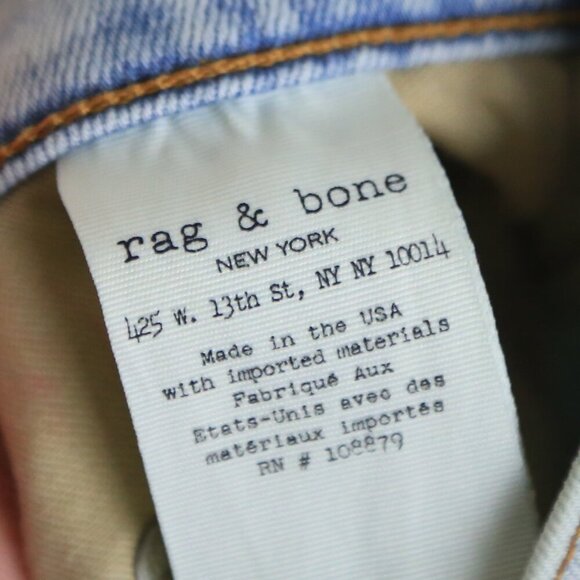 rag & bone
NEW YORK
425 W. 13th St, NY NY 10014
Made in the USA
with imported materials
Fabriqué Aux
Etats-Unis avec des
matériaux importés
RN # 108879